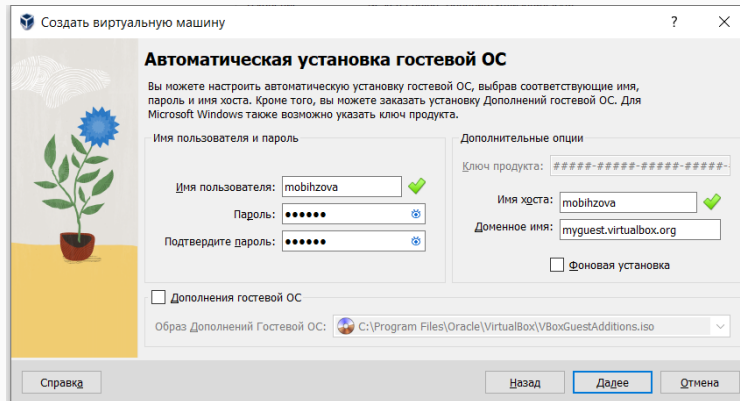 Создать виртуальную машину
Автоматическая установка гостевой ОС
Вы можете настроить автоматическую установку гостевой ОС, выбрав соответствующие имя,
пароль и имя хоста. Кроме того, вы можете заказать установку Дополнений гостевой ОС. Для
Microsoft Windows также возможно указать ключ продукта.
Имя пользователя и пароль
Имя пользователя: mobihzova
Пароль: ●●●●●●
Подтвердите пароль: ●●●●●●
Дополнительные опции
Ключ продукта: #####-#####-#####-#####-
Имя хоста: mobihzova
Доменное имя: myguest.virtualbox.org
Фоновая установка
Дополнения гостевой ОС
Образ Дополнений Гостевой ОС: C:\Program Files\Oracle\VirtualBox\VBoxGuestAdditions.iso
Справка
Назад
Далее
Отмена